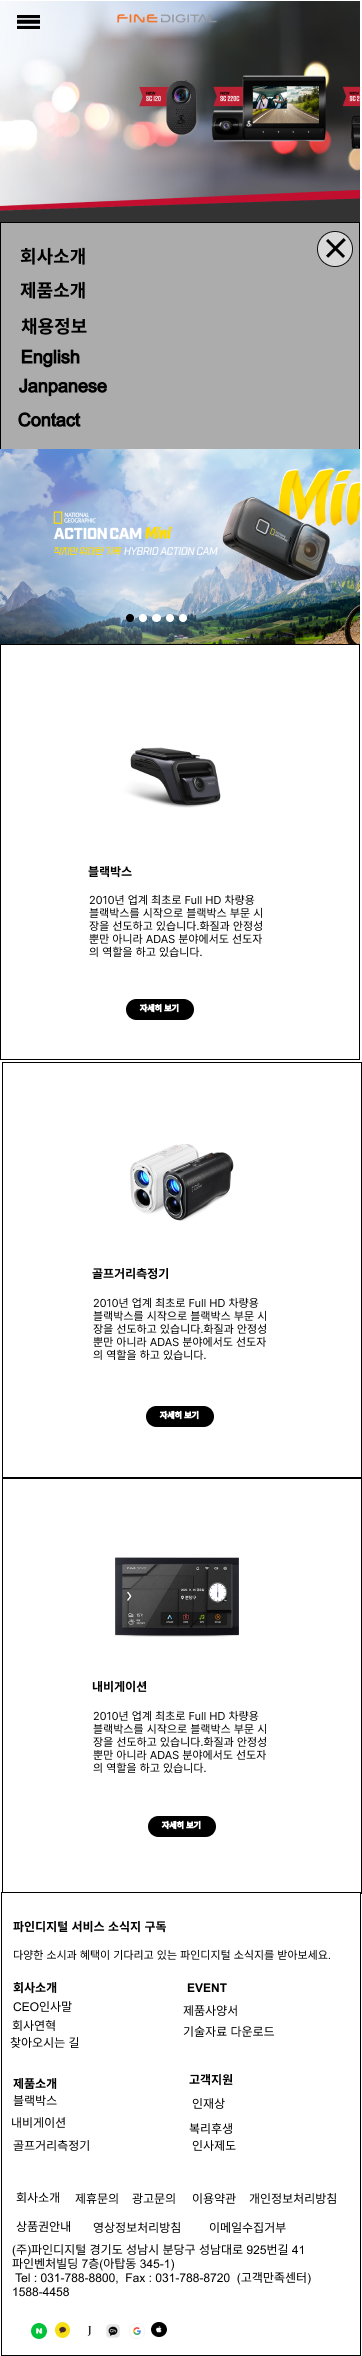 FINEDIGITAL
SC 120
SC 220C
SC 2
회사소개
제품소개
채용정보
English
Janpanese
Contact
NATIONAL
GEOGRAPHIC
Min
ACTION CAM MINI
HYBRID ACTION CAM
블랙박스
2010년 업계 최초로 Full HD 차량용
블랙박스를 시작으로 블랙박스 부문 시
장을 선도하고 있습니다.화질과 안정성
뿐만 아니라 ADAS 분야에서도 선도자
의 역할을 하고 있습니다.
자세히 보기
골프거리측정기
2010년 업계 최초로 Full HD 차량용
블랙박스를 시작으로 블랙박스 부문 시
장을 선도하고 있습니다.화질과 안정성
뿐만 아니라 ADAS 분야에서도 선도자
의 역할을 하고 있습니다.
자세히 보기
내비게이션
2010년 업계 최초로 Full HD 차량용
블랙박스를 시작으로 블랙박스 부문 시
장을 선도하고 있습니다.화질과 안정성
뿐만 아니라 ADAS 분야에서도 선도자
의 역할을 하고 있습니다.
자세히 보기
파인디지털 서비스 소식지 구독
다양한 소시과 혜택이 기다리고 있는 파인디지털 소식지를 받아보세요.
회사소개
CEO인사말
회사연혁
찾아오시는 길
EVENT
제품사양서
기술자료 다운로드
제품소개
블랙박스
내비게이션
골프거리측정기
고객지원
인재상
복리후생
인사제도
회사소개 제휴문의 광고문의 이용약관 개인정보처리방침
상품권안내 영상정보처리방침 이메일수집거부
(주)파인디지털 경기도 성남시 분당구 성남대로 925번길 41
파인벤처빌딩 7층(야탑동 345-1)
Tel : 031-788-8800, Fax : 031-788-8720 (고객만족센터)
1588-4458